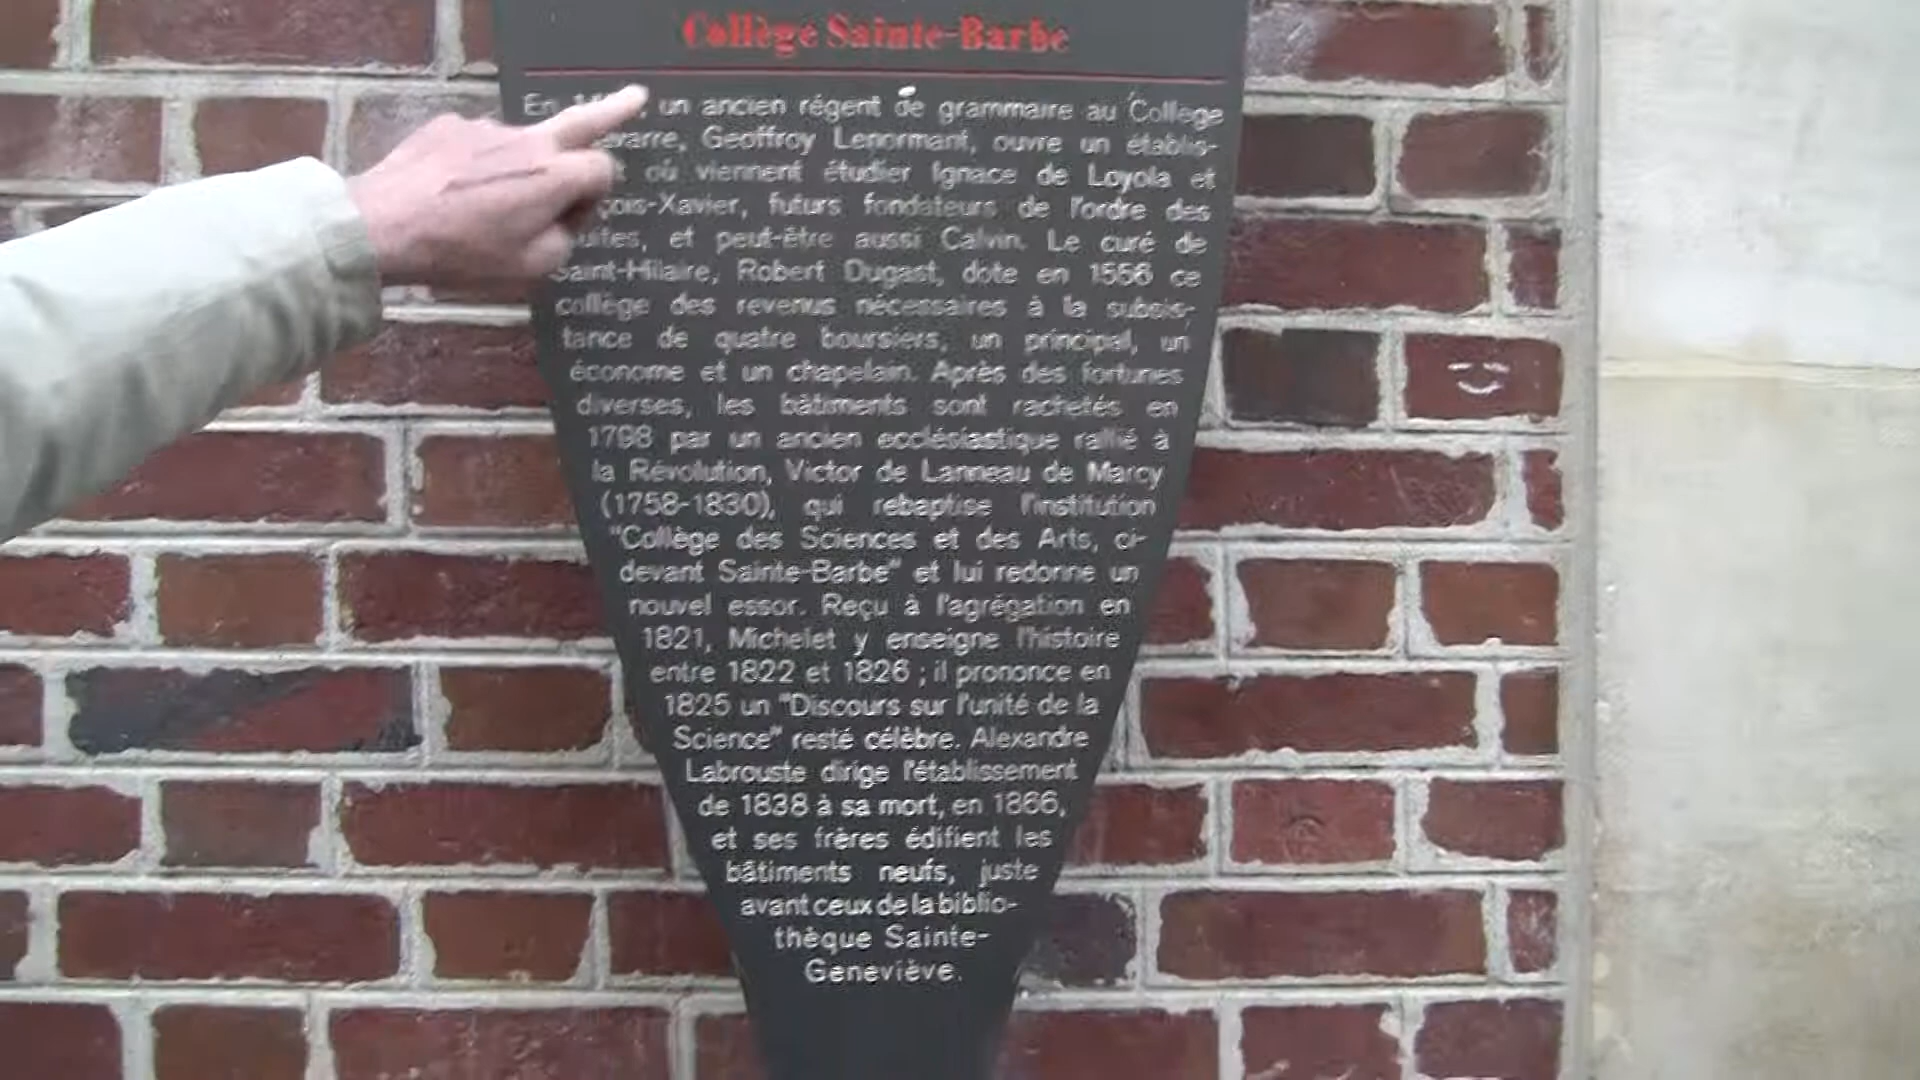 Collège Sainte-Barbe
En un ancien régent de grammaire au Collège
Geoffroy Lenormant, ouvre un établis-
où viennent étudier Ignace de Loyola et
futurs fondateurs de l'ordre des
et peut-être aussi Calvin. Le curé de
Saint-Hilaire, Robert Dugast, dote en 1556 ce
collège des revenus nécessaires à la subsis-
tance de quatre boursiers, un principal, un
économe et un chapelain. Après des fortunes
diverses, les bâtiments sont rachetés en
1798 par un ancien ecclésiastique rallié à
la Révolution, Victor de Lanneau de Marcy
(1758-1830), qui rebaptise l'institution
"Collège des Sciences et des Arts, ci-
devant Sainte-Barbe" et lui redonne un
nouvel essor. Reçu à l'agrégation en
1821, Michelet y enseigne l'histoire
entre 1822 et 1826 ; il prononce en
1825 un "Discours sur l'unité de la
Science" resté célèbre. Alexandre
Labrouste dirige l'établissement
de 1838 à sa mort, en 1866,
et ses frères édifient les
bâtiments neufs, juste
avant ceux de la biblio-
thèque Sainte-
Geneviève.